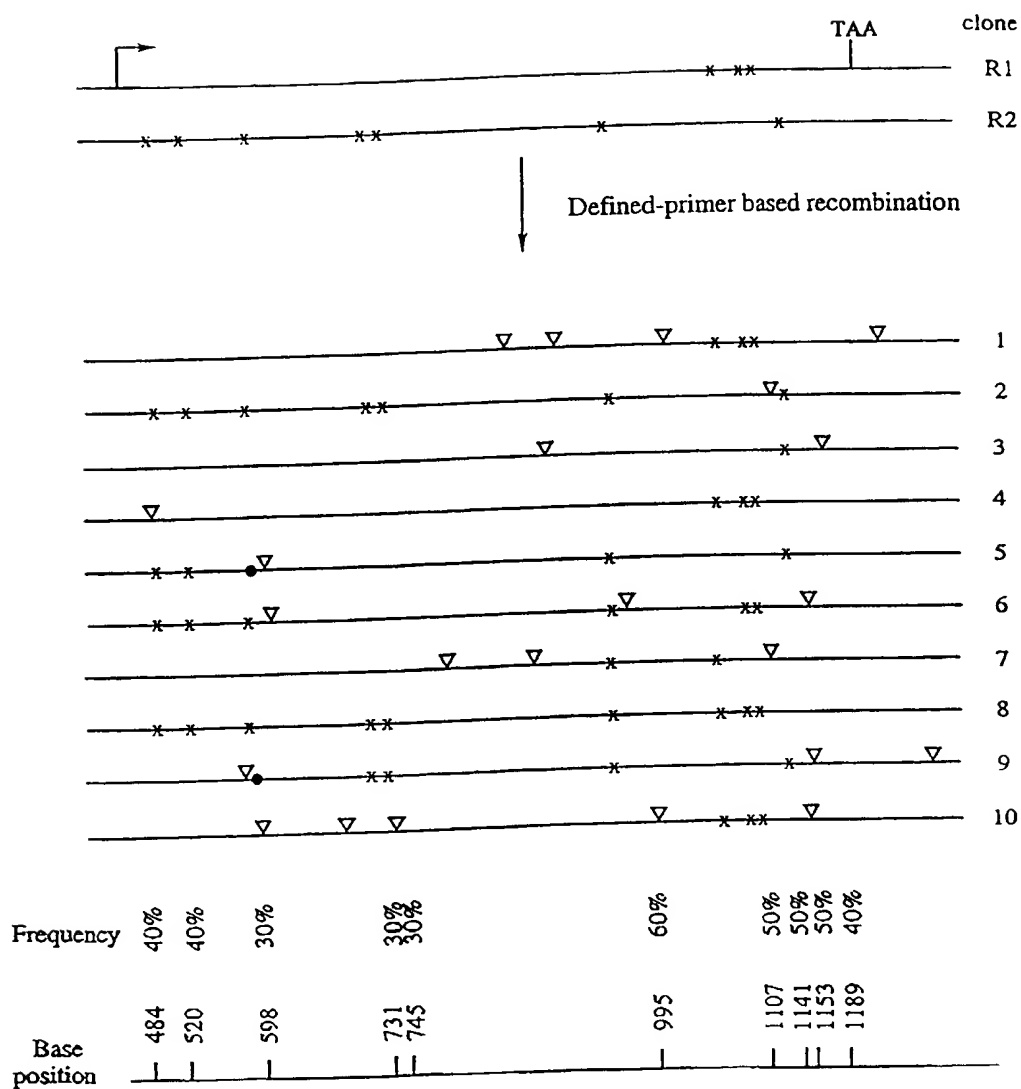 TAA clone
R1
R2
Defined-primer based recombination
1
2
3
4
5
6
7
8
9
10
Frequency 40% 40% 30% 30% 30% 60% 50% 50% 50% 40%
Base position 484 520 598 731 745 995 1107 1141 1153 1189